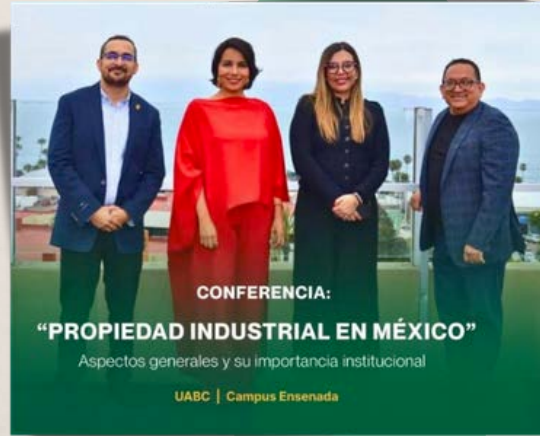 CONFERENCIA:
“PROPIEDAD INDUSTRIAL EN MÉXICO”
Aspectos generales y su importancia institucional
UABC | Campus Ensenada